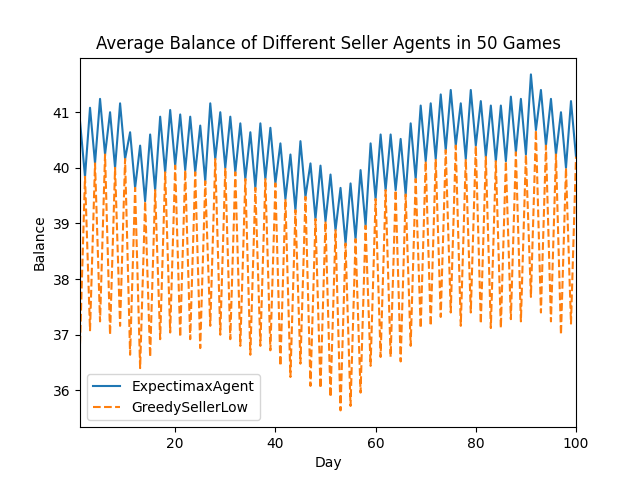 Average Balance of Different Seller Agents in 50 Games
Balance
41
40
39
38
37
36
ExpectimaxAgent
GreedySellerLow
20
40
60
80
100
Day